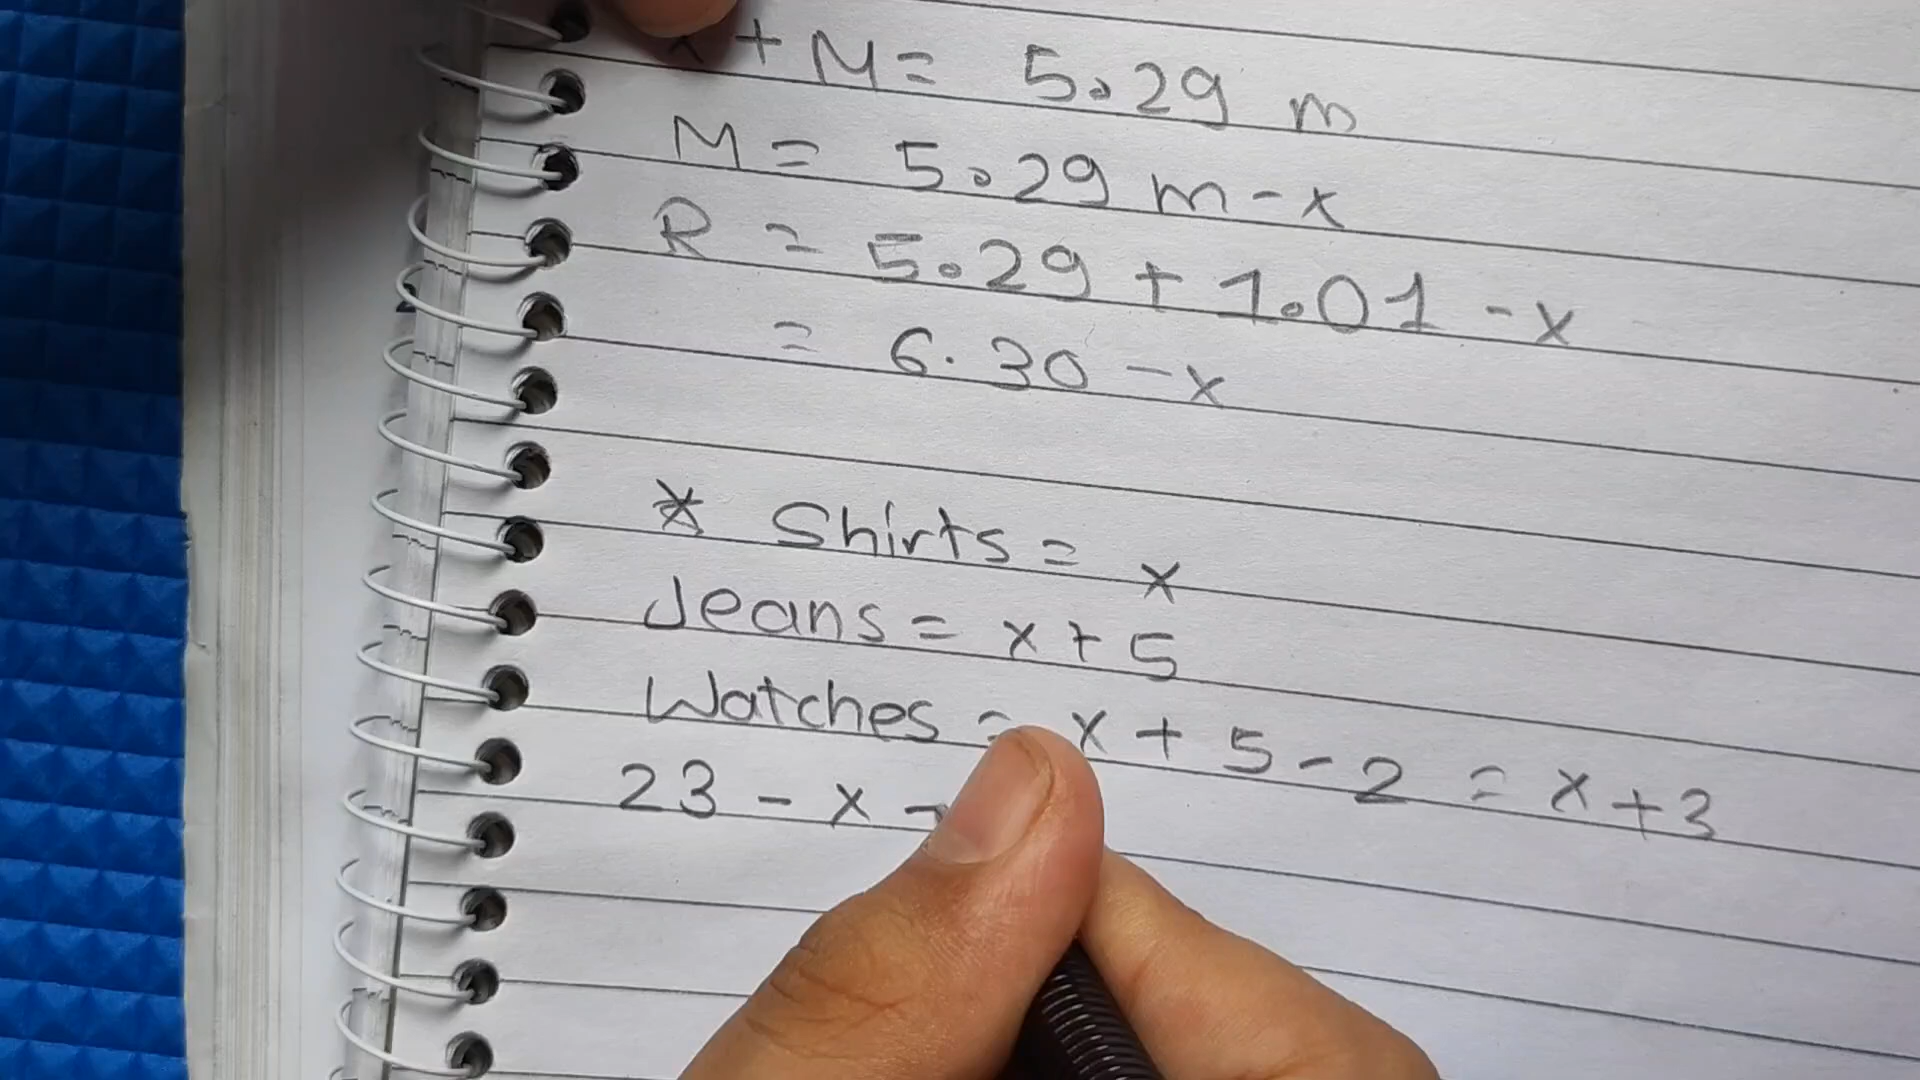 x + M = 5.29 m
M = 5.29 m - x
R = 5.29 + 1.01 - x
= 6.30 - x
* Shirts = x
Jeans = x + 5
Watches = x + 5 - 2 = x + 3
23 - x